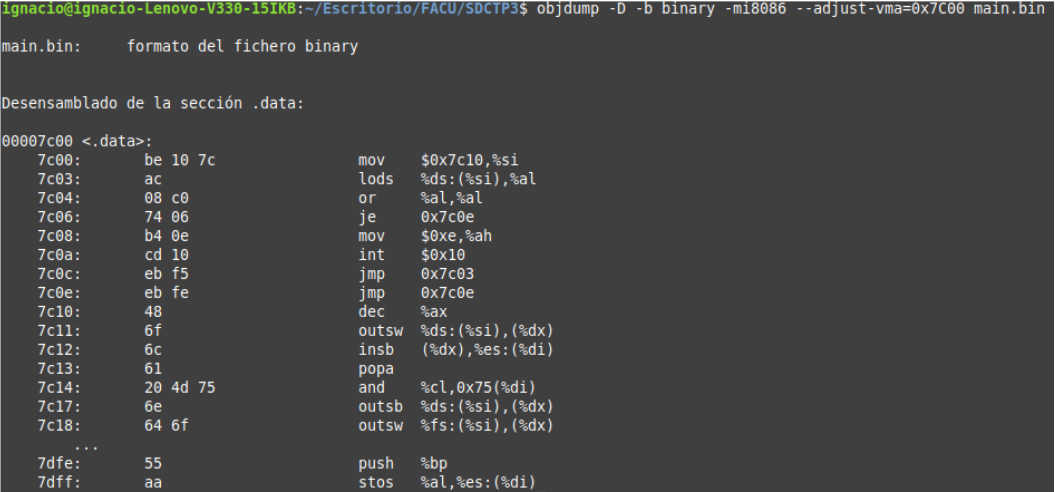 ignacio@ignacio-Lenovo-V330-15IKB:~/Escritorio/FACU/SDCTP3$ objdump -D -b binary -mi8086 --adjust-vma=0x7C00 main.bin
main.bin:     formato del fichero binary
Desensamblado de la sección .data:
00007c00 <.data>:
7c00: be 10 7c mov $0x7c10,%si
7c03: ac lods %ds:(%si),%al
7c04: 08 c0 or %al,%al
7c06: 74 06 je 0x7c0e
7c08: b4 0e mov $0xe,%ah
7c0a: cd 10 int $0x10
7c0c: eb f5 jmp 0x7c03
7c0e: eb fe jmp 0x7c0e
7c10: 48 dec %ax
7c11: 6f outsw %ds:(%si),(%dx)
7c12: 6c insb (%dx),%es:(%di)
7c13: 61 popa
7c14: 20 4d 75 and %cl,0x75(%di)
7c17: 6e outsb %ds:(%si),(%dx)
7c18: 64 6f outsw %fs:(%si),(%dx)
...
7dfe: 55 push %bp
7dff: aa stos %al,%es:(%di)